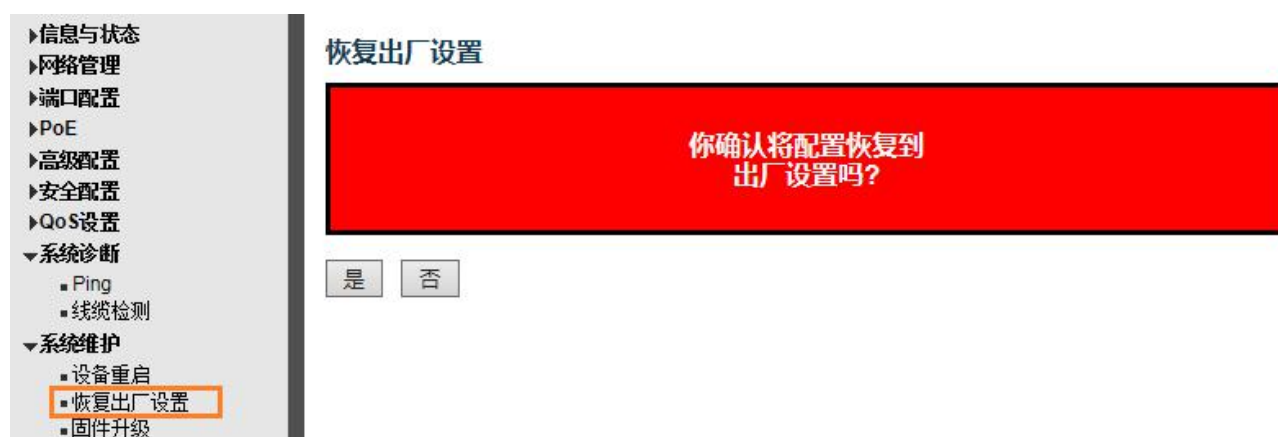 信息与状态
网络管理
端口配置
PoE
高级配置
安全配置
QoS设置
系统诊断
Ping
线缆检测
系统维护
设备重启
恢复出厂设置
固件升级
恢复出厂设置
你确认将配置恢复到
出厂设置吗?
是 否